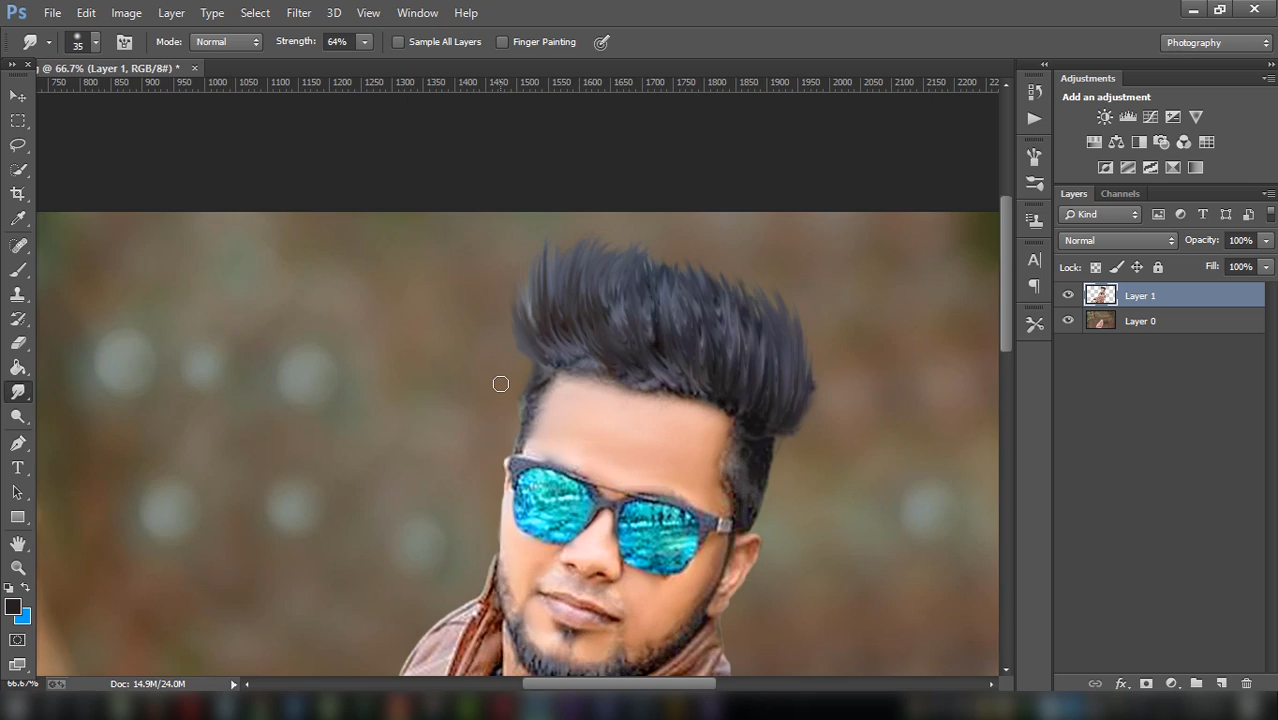 Ps File Edit Image Layer Type Select Filter 3D View Window Help
35 Mode: Normal Strength: 64% Sample All Layers Finger Painting Photography
g @ 66.7% (Layer 1, RGB/8#) *
750 800 850 900 950 1000 1050 1100 1150 1200 1250 1300 1350 1400 1450 1500 1550 1600 1650 1700 1750 1800 1850 1900 1950 2000 2050 2100 2150 2200
Adjustments
Add an adjustment
Layers Channels
Kind
Normal Opacity: 100%
Lock: Fill: 100%
Layer 1
Layer 0
66.67% Doc: 14.9M/24.0M